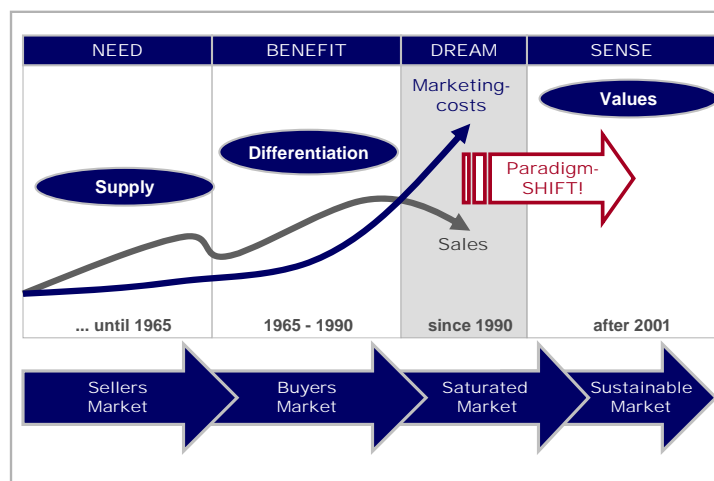 NEED
BENEFIT
DREAM
SENSE
Marketing-
costs
Values
Differentiation
Paradigm-
SHIFT!
Supply
Sales
... until 1965
1965 - 1990
since 1990
after 2001
Sellers
Market
Buyers
Market
Saturated
Market
Sustainable
Market